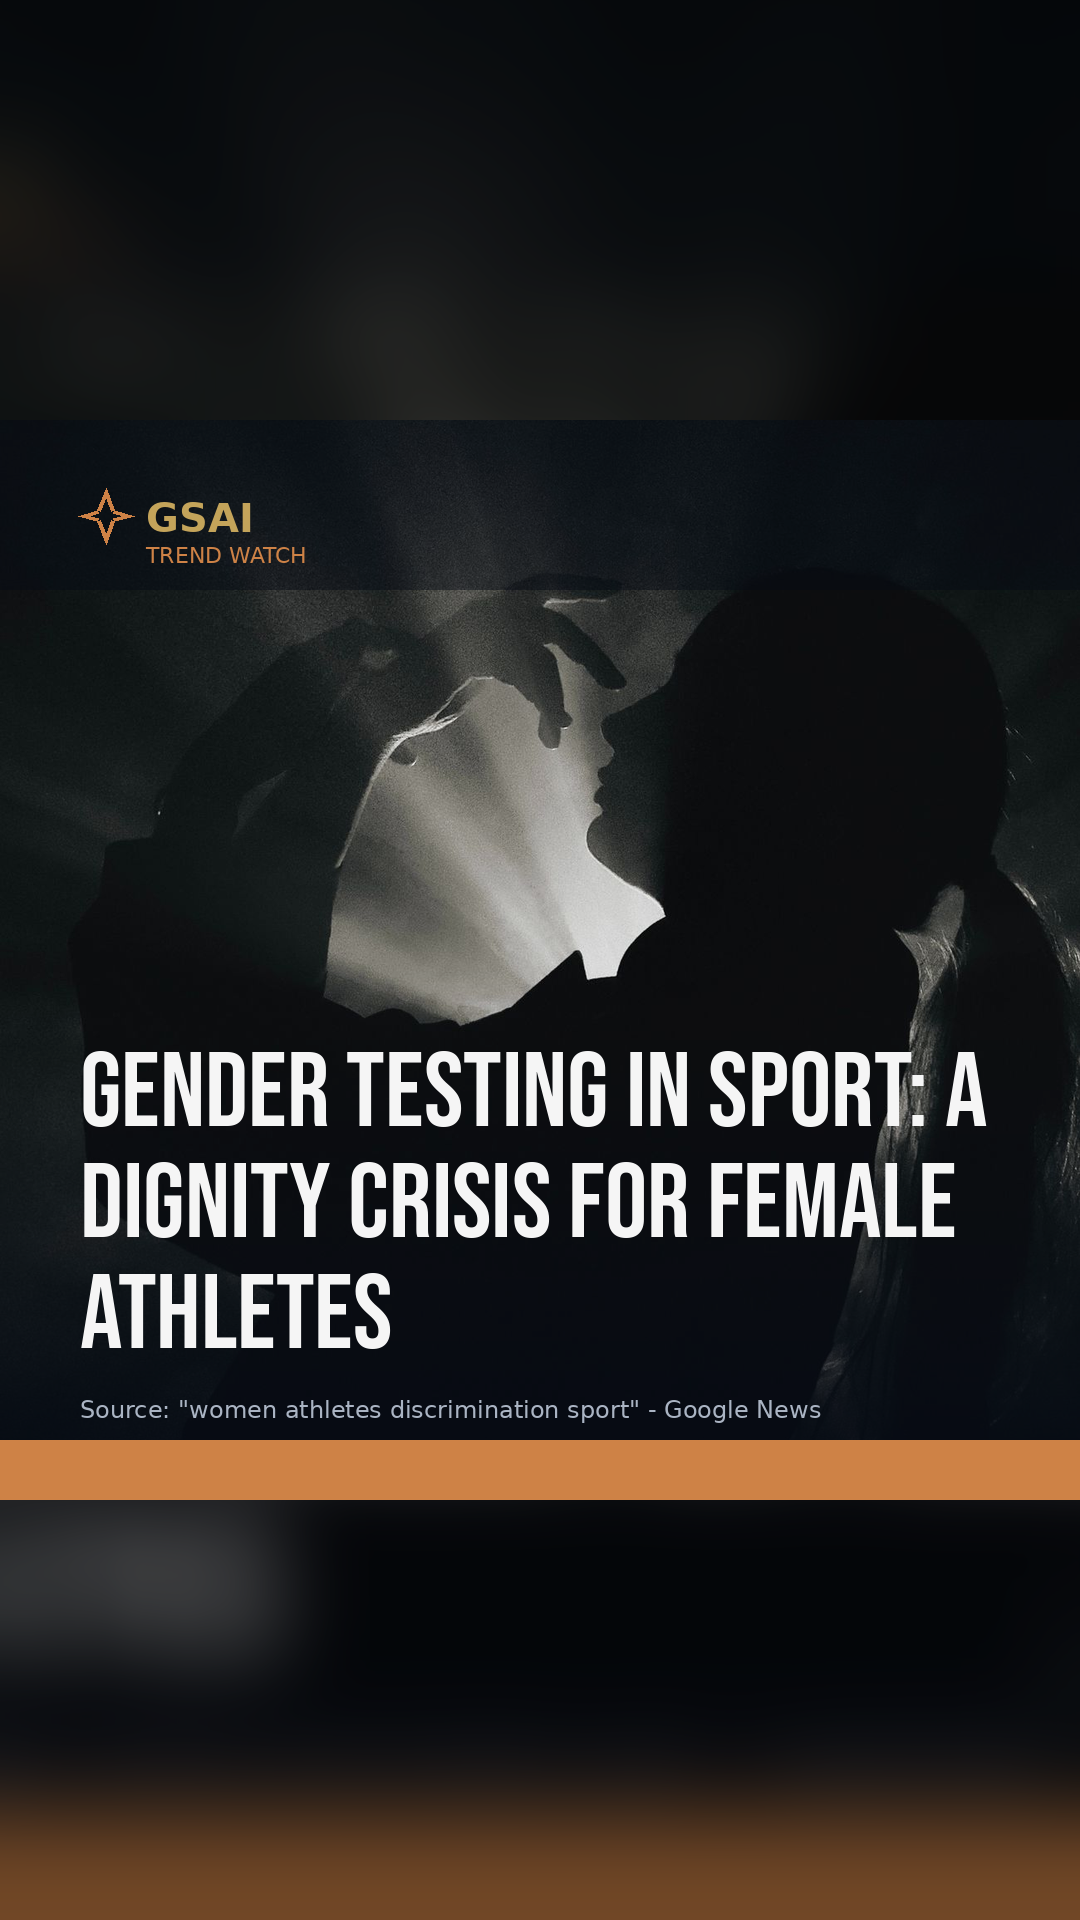 GSAI
TREND WATCH
GENDER TESTING IN SPORT: A
DIGNITY CRISIS FOR FEMALE
ATHLETES
Source: "women athletes discrimination sport" - Google News